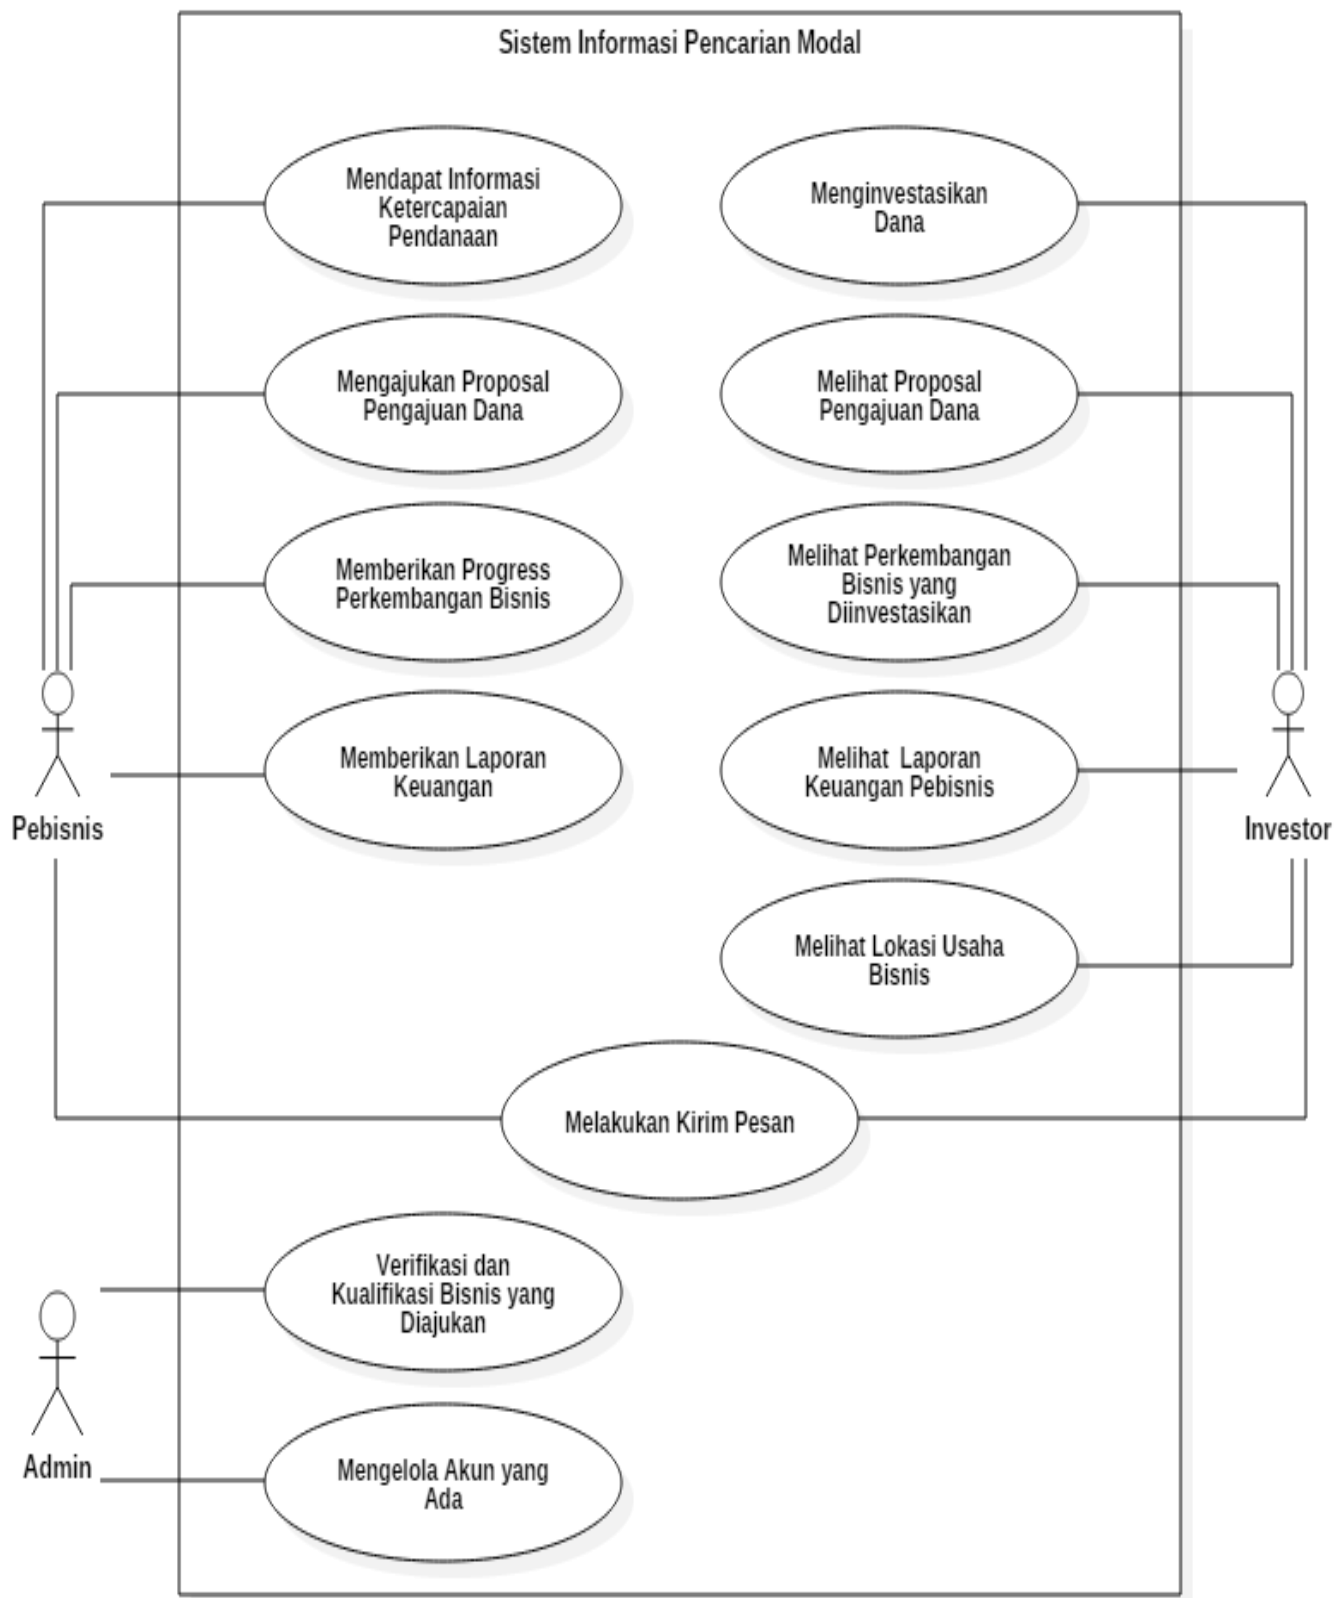 Sistem Informasi Pencarian Modal
Mendapat Informasi
Ketercapaian
Pendanaan
Menginvestasikan
Dana
Mengajukan Proposal
Pengajuan Dana
Melihat Proposal
Pengajuan Dana
Memberikan Progress
Perkembangan Bisnis
Melihat Perkembangan
Bisnis yang
Diinvestasikan
Memberikan Laporan
Keuangan
Melihat Laporan
Keuangan Pebisnis
Pebisnis
Investor
Melihat Lokasi Usaha
Bisnis
Melakukan Kirim Pesan
Verifikasi dan
Kualifikasi Bisnis yang
Diajukan
Admin
Mengelola Akun yang
Ada